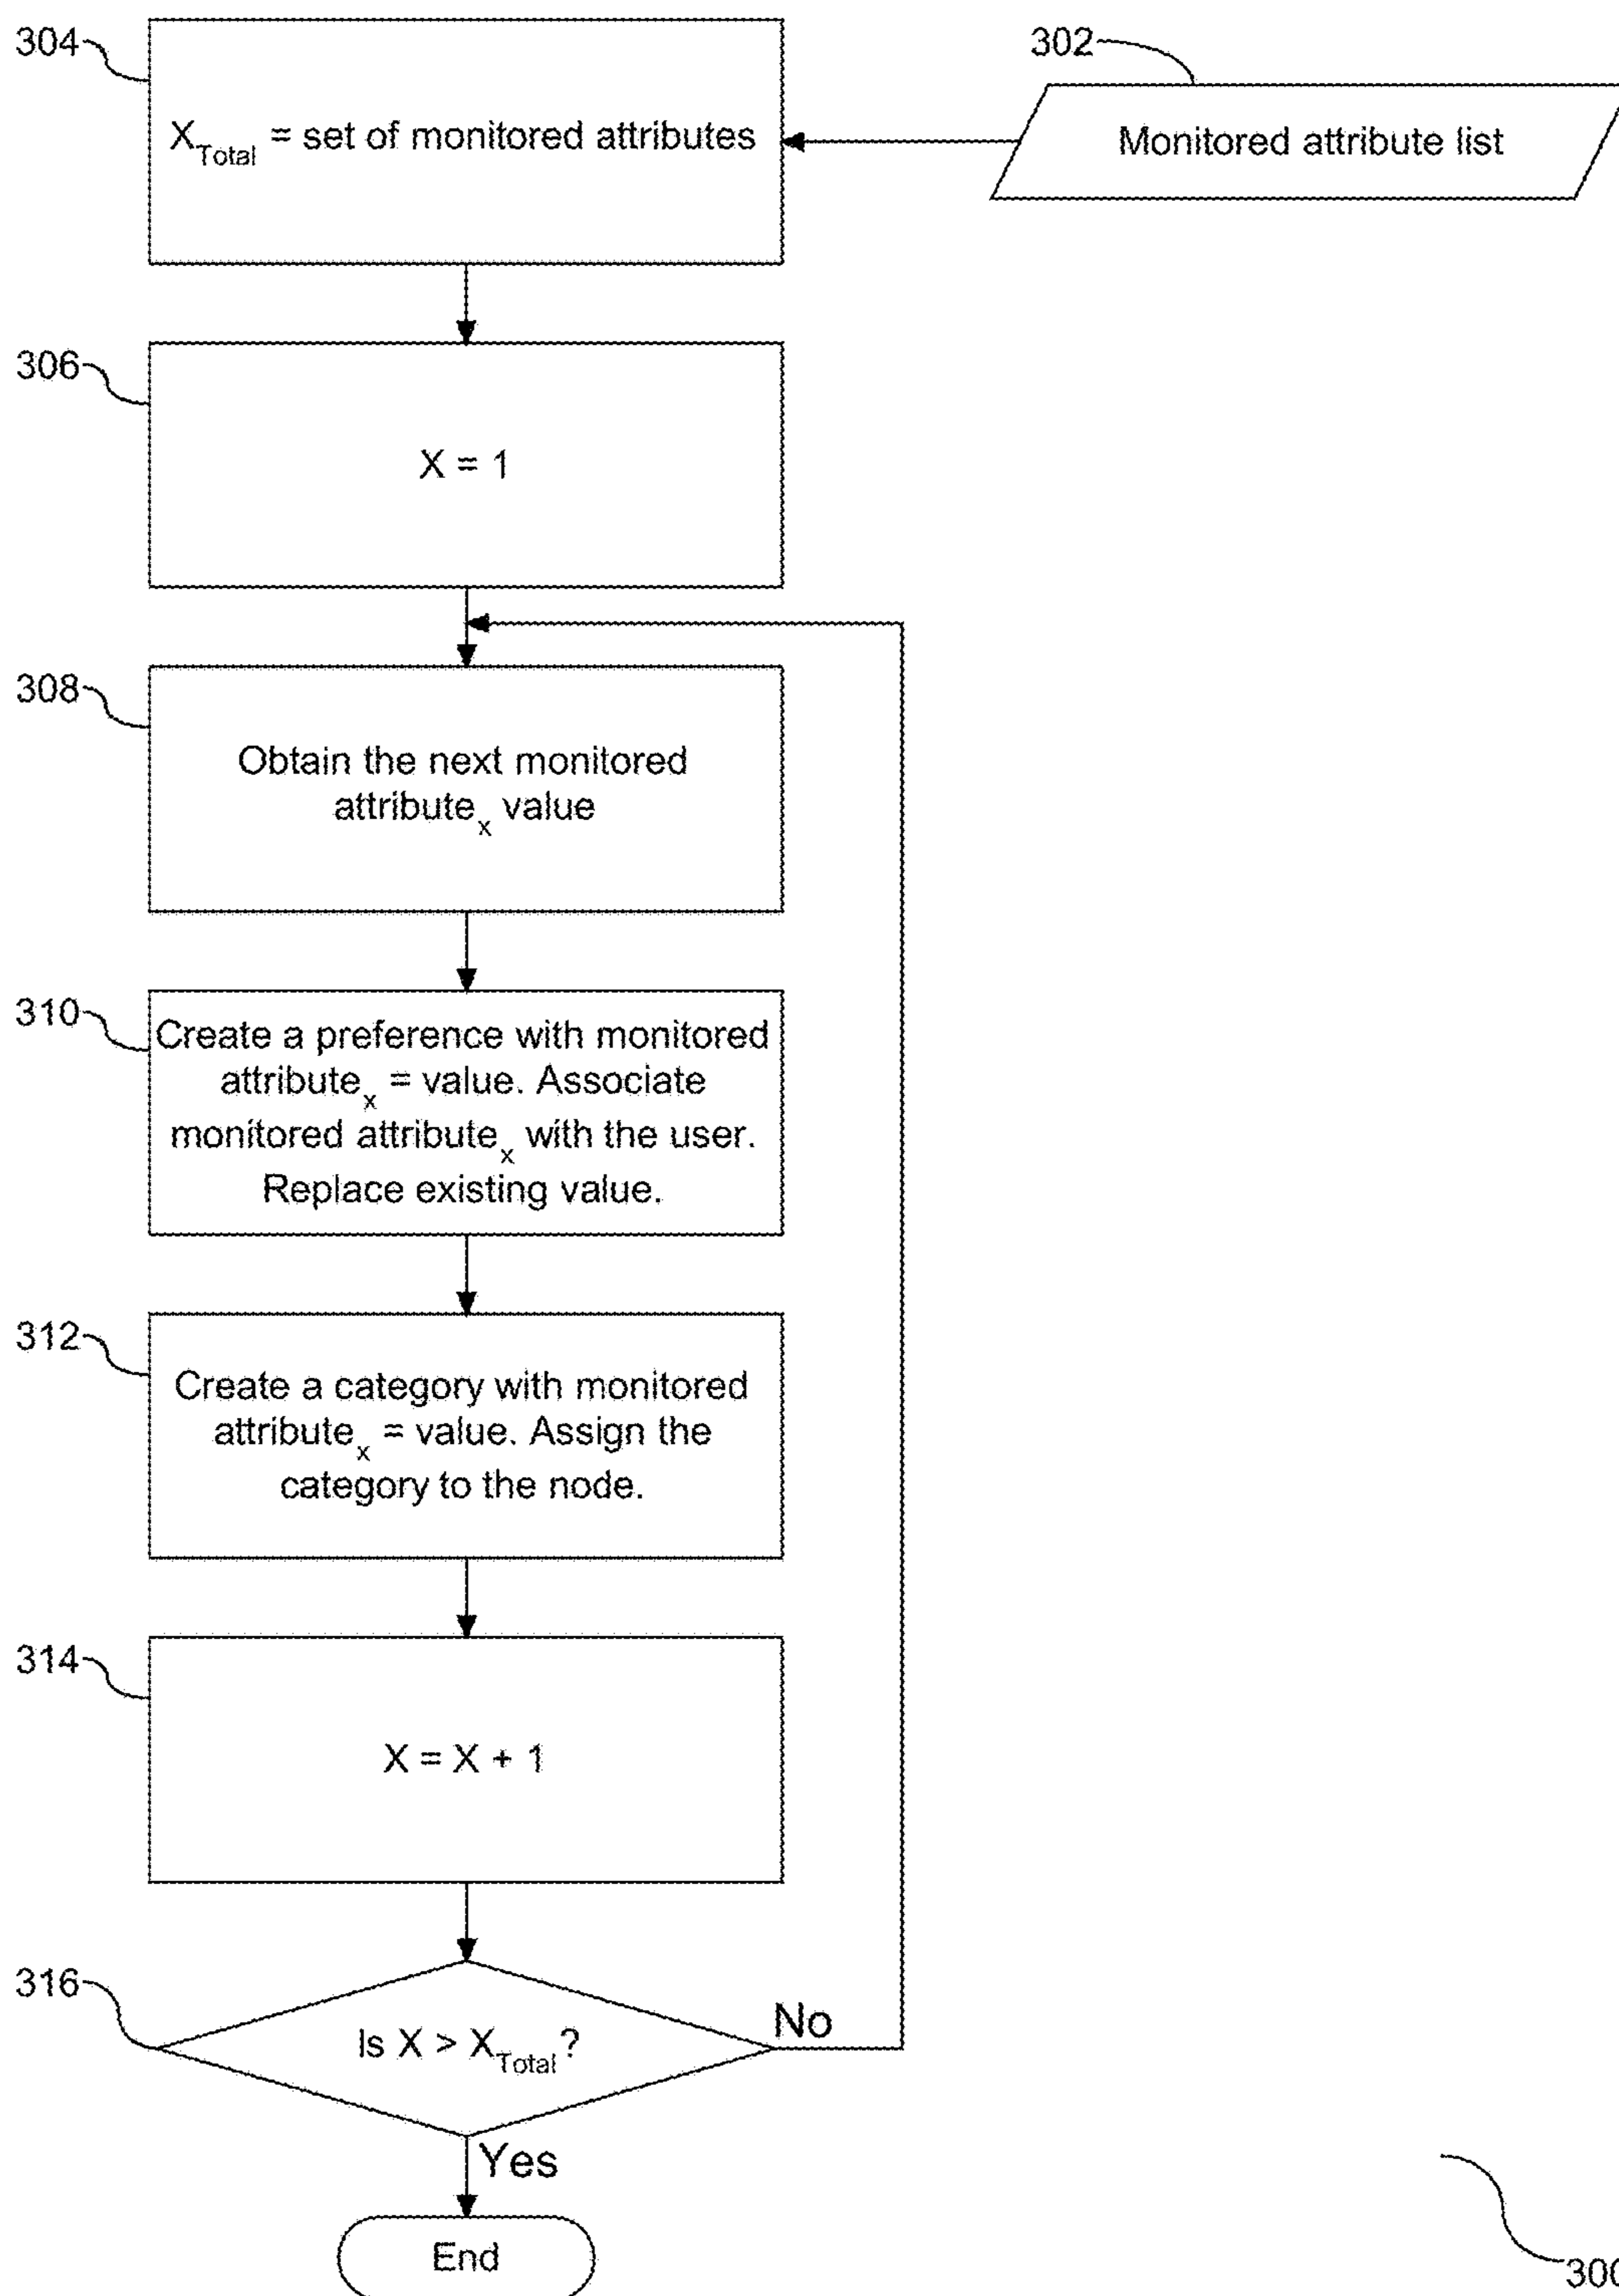 304
302
X_Total = set of monitored attributes
Monitored attribute list
306
X = 1
308
Obtain the next monitored
attribute_x value
310
Create a preference with monitored
attribute_x = value. Associate
monitored attribute_x with the user.
Replace existing value.
312
Create a category with monitored
attribute_x = value. Assign the
category to the node.
314
X = X + 1
316
Is X > X_Total?
No
Yes
End
300